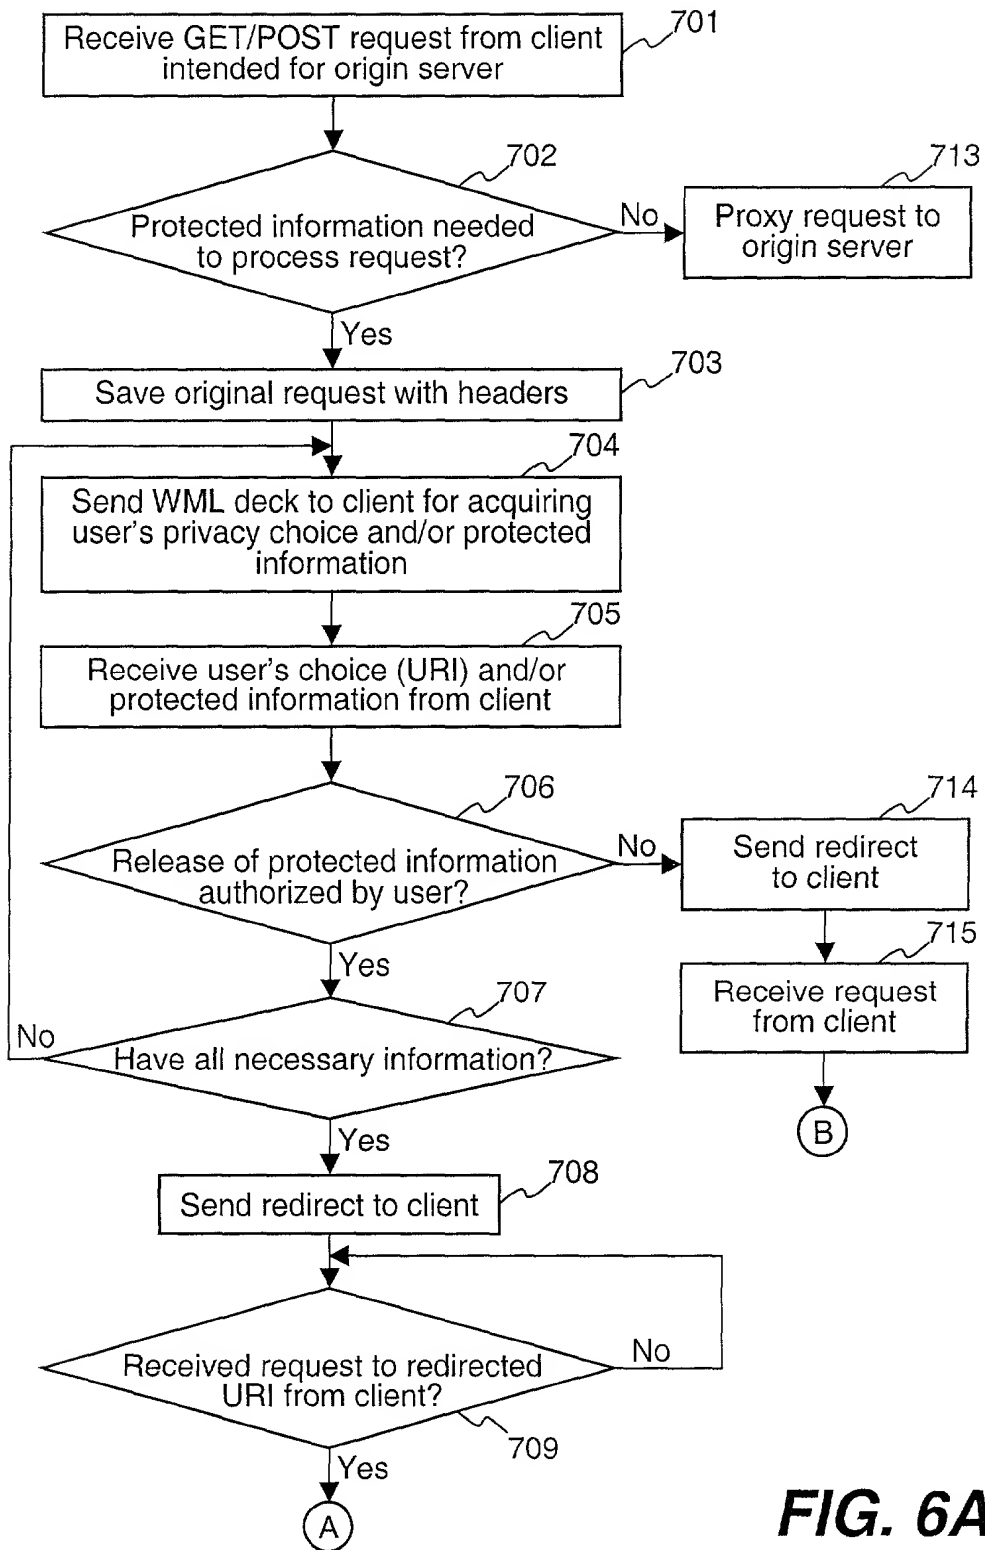 701
Receive GET/POST request from client
intended for origin server
702
713
Protected information needed
to process request?
No
Proxy request to
origin server
Yes
703
Save original request with headers
704
Send WML deck to client for acquiring
user's privacy choice and/or protected
information
705
Receive user's choice (URI) and/or
protected information from client
706
714
Release of protected information
authorized by user?
No
Send redirect
to client
Yes
715
707
Receive request
from client
No
Have all necessary information?
B
Yes
708
Send redirect to client
Received request to redirected
URI from client?
No
709
Yes
A
FIG. 6A